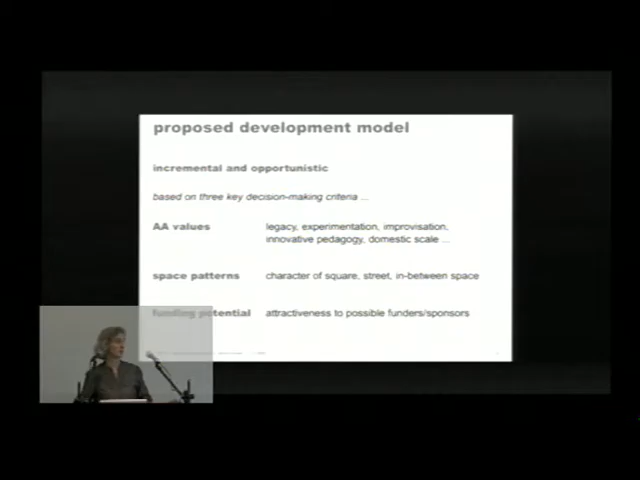 proposed development model
incremental and opportunistic
based on three key decision-making criteria ...
AA values
legacy, experimentation, improvisation,
innovative pedagogy, domestic scale ...
space patterns
character of square, street, in-between space
funding potential
attractiveness to possible funders/sponsors